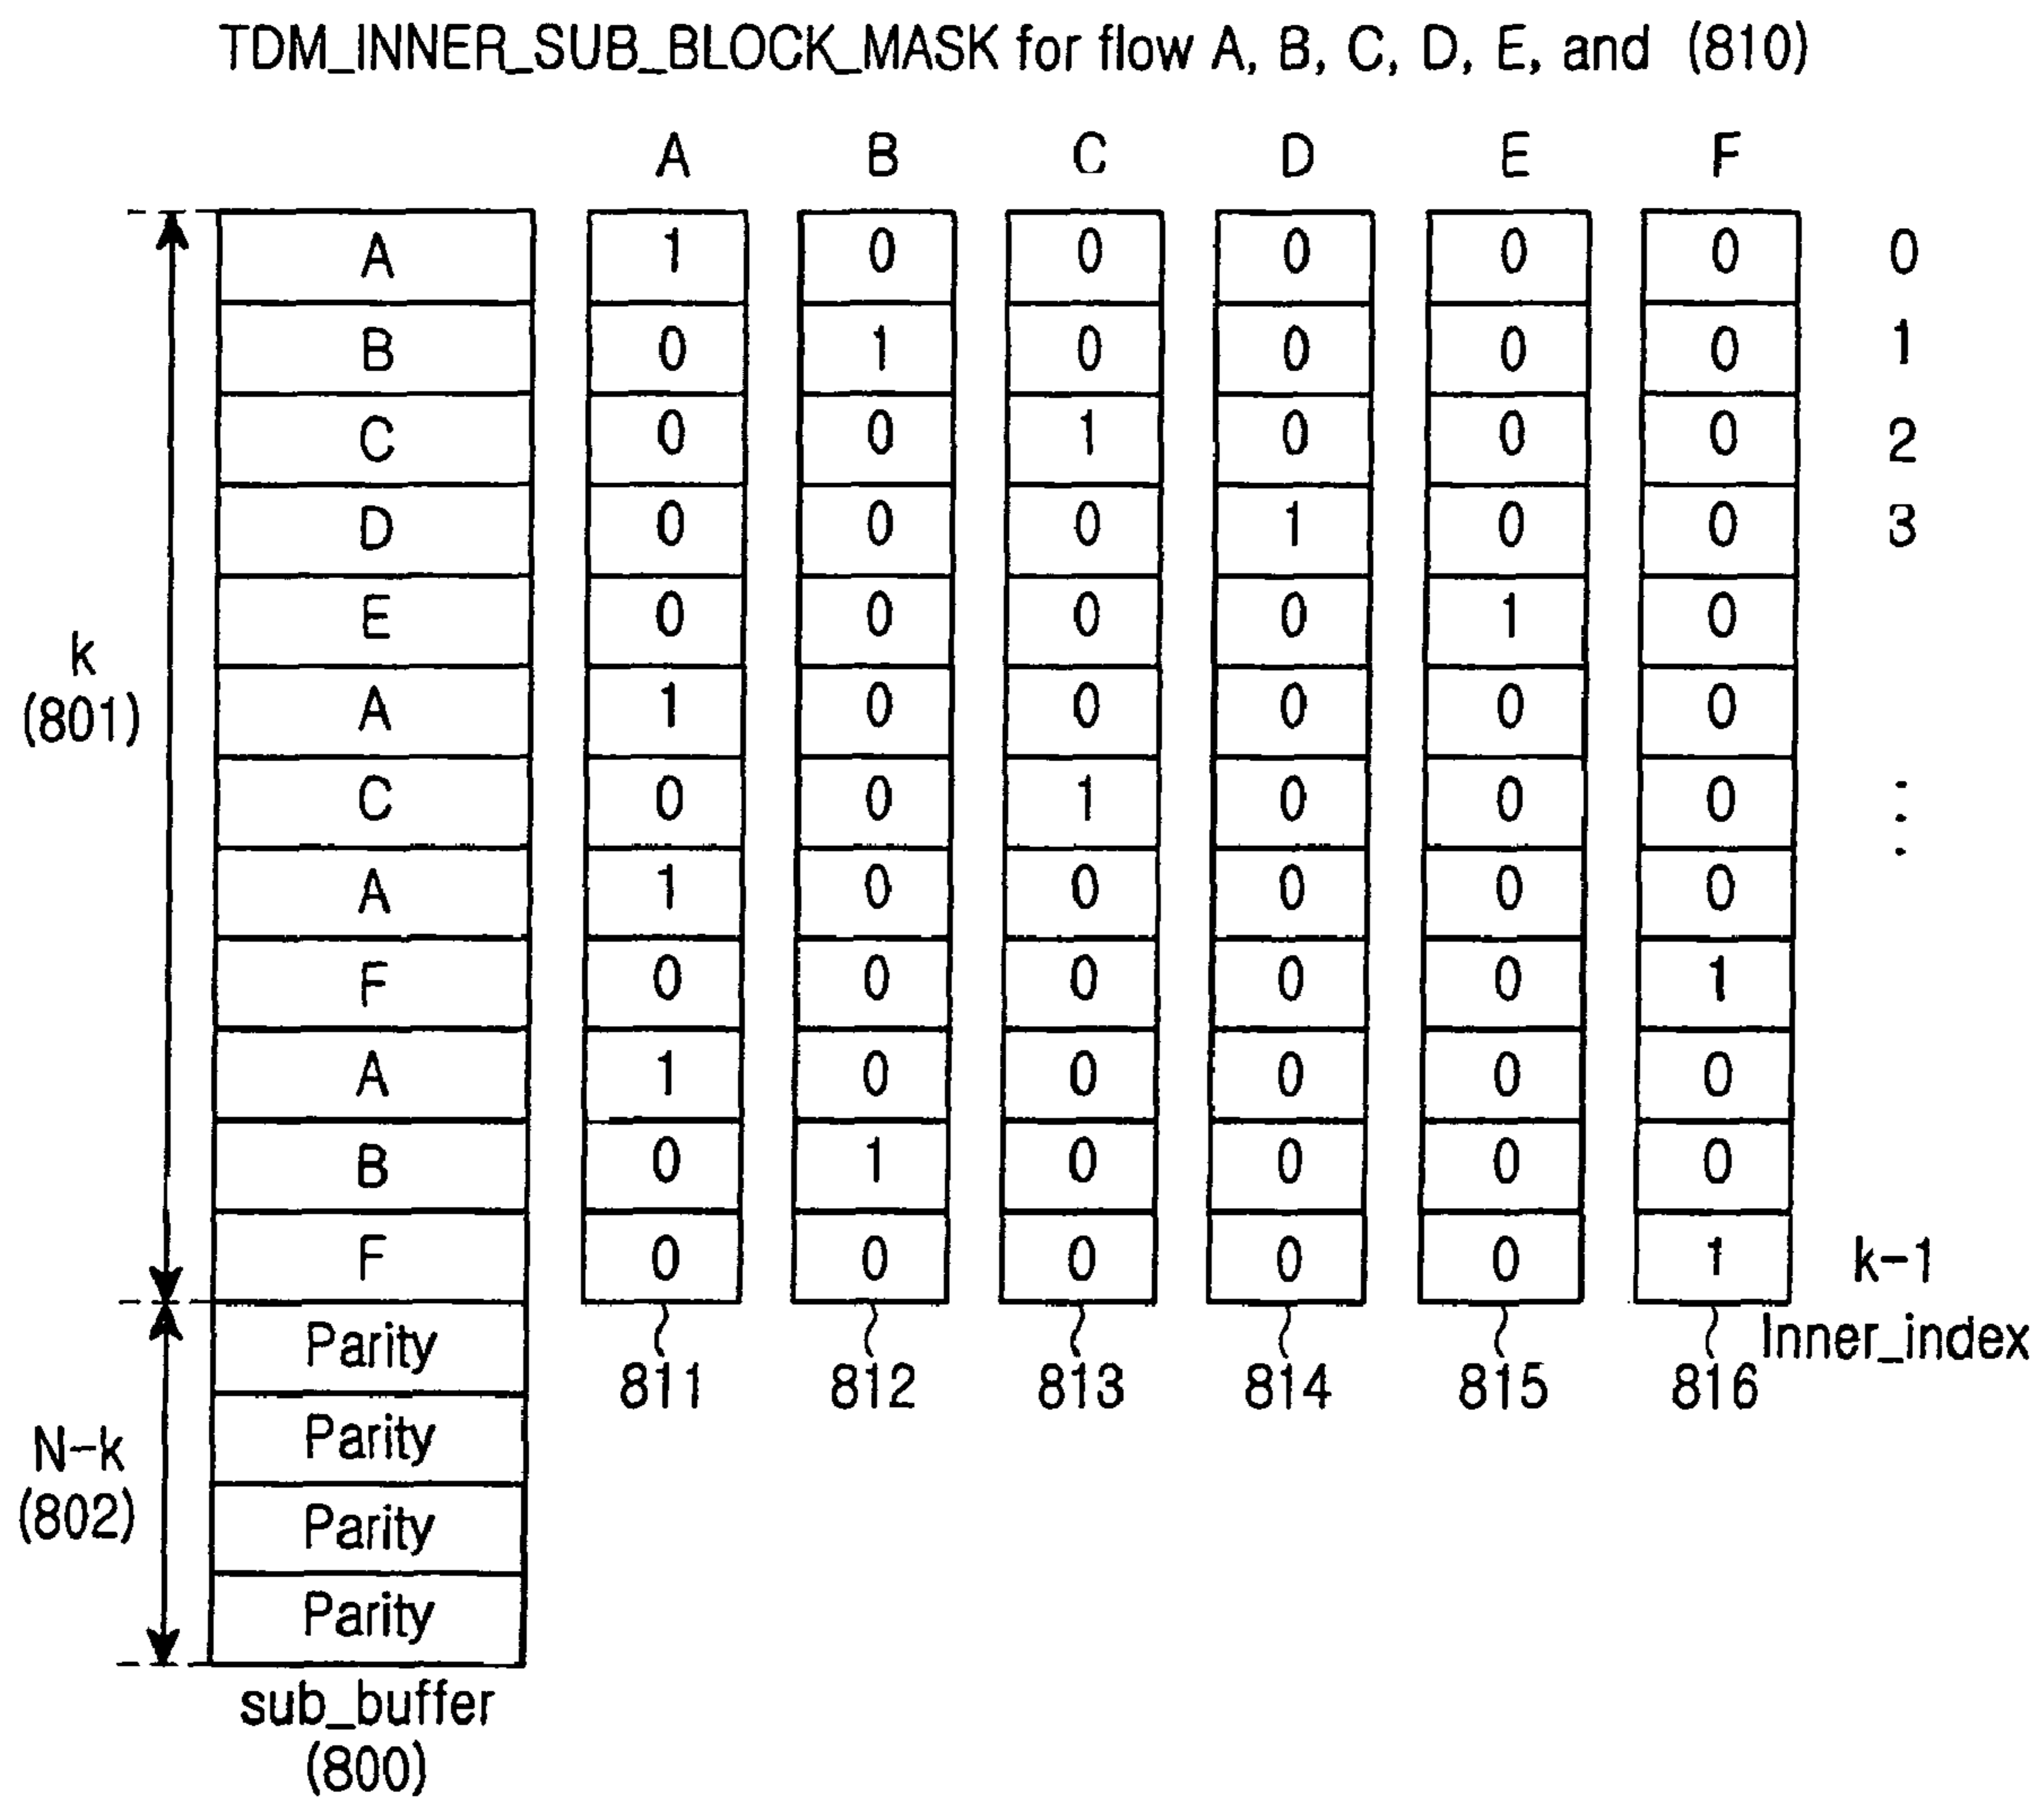 TDM_INNER_SUB_BLOCK_MASK for flow A, B, C, D, E, and (810)
A B C D E F
A 1 0 0 0 0 0 0
B 0 1 0 0 0 0 1
C 0 0 1 0 0 0 2
D 0 0 0 1 0 0 3
E 0 0 0 0 1 0
k
(801)
A 1 0 0 0 0 0
C 0 0 1 0 0 0 ⋮
A 1 0 0 0 0 0
F 0 0 0 0 0 1
A 1 0 0 0 0 0
B 0 1 0 0 0 0
F 0 0 0 0 0 1 k-1
Parity Inner_index
811 812 813 814 815 816
Parity
N-k
(802)
Parity
Parity
sub_buffer
(800)